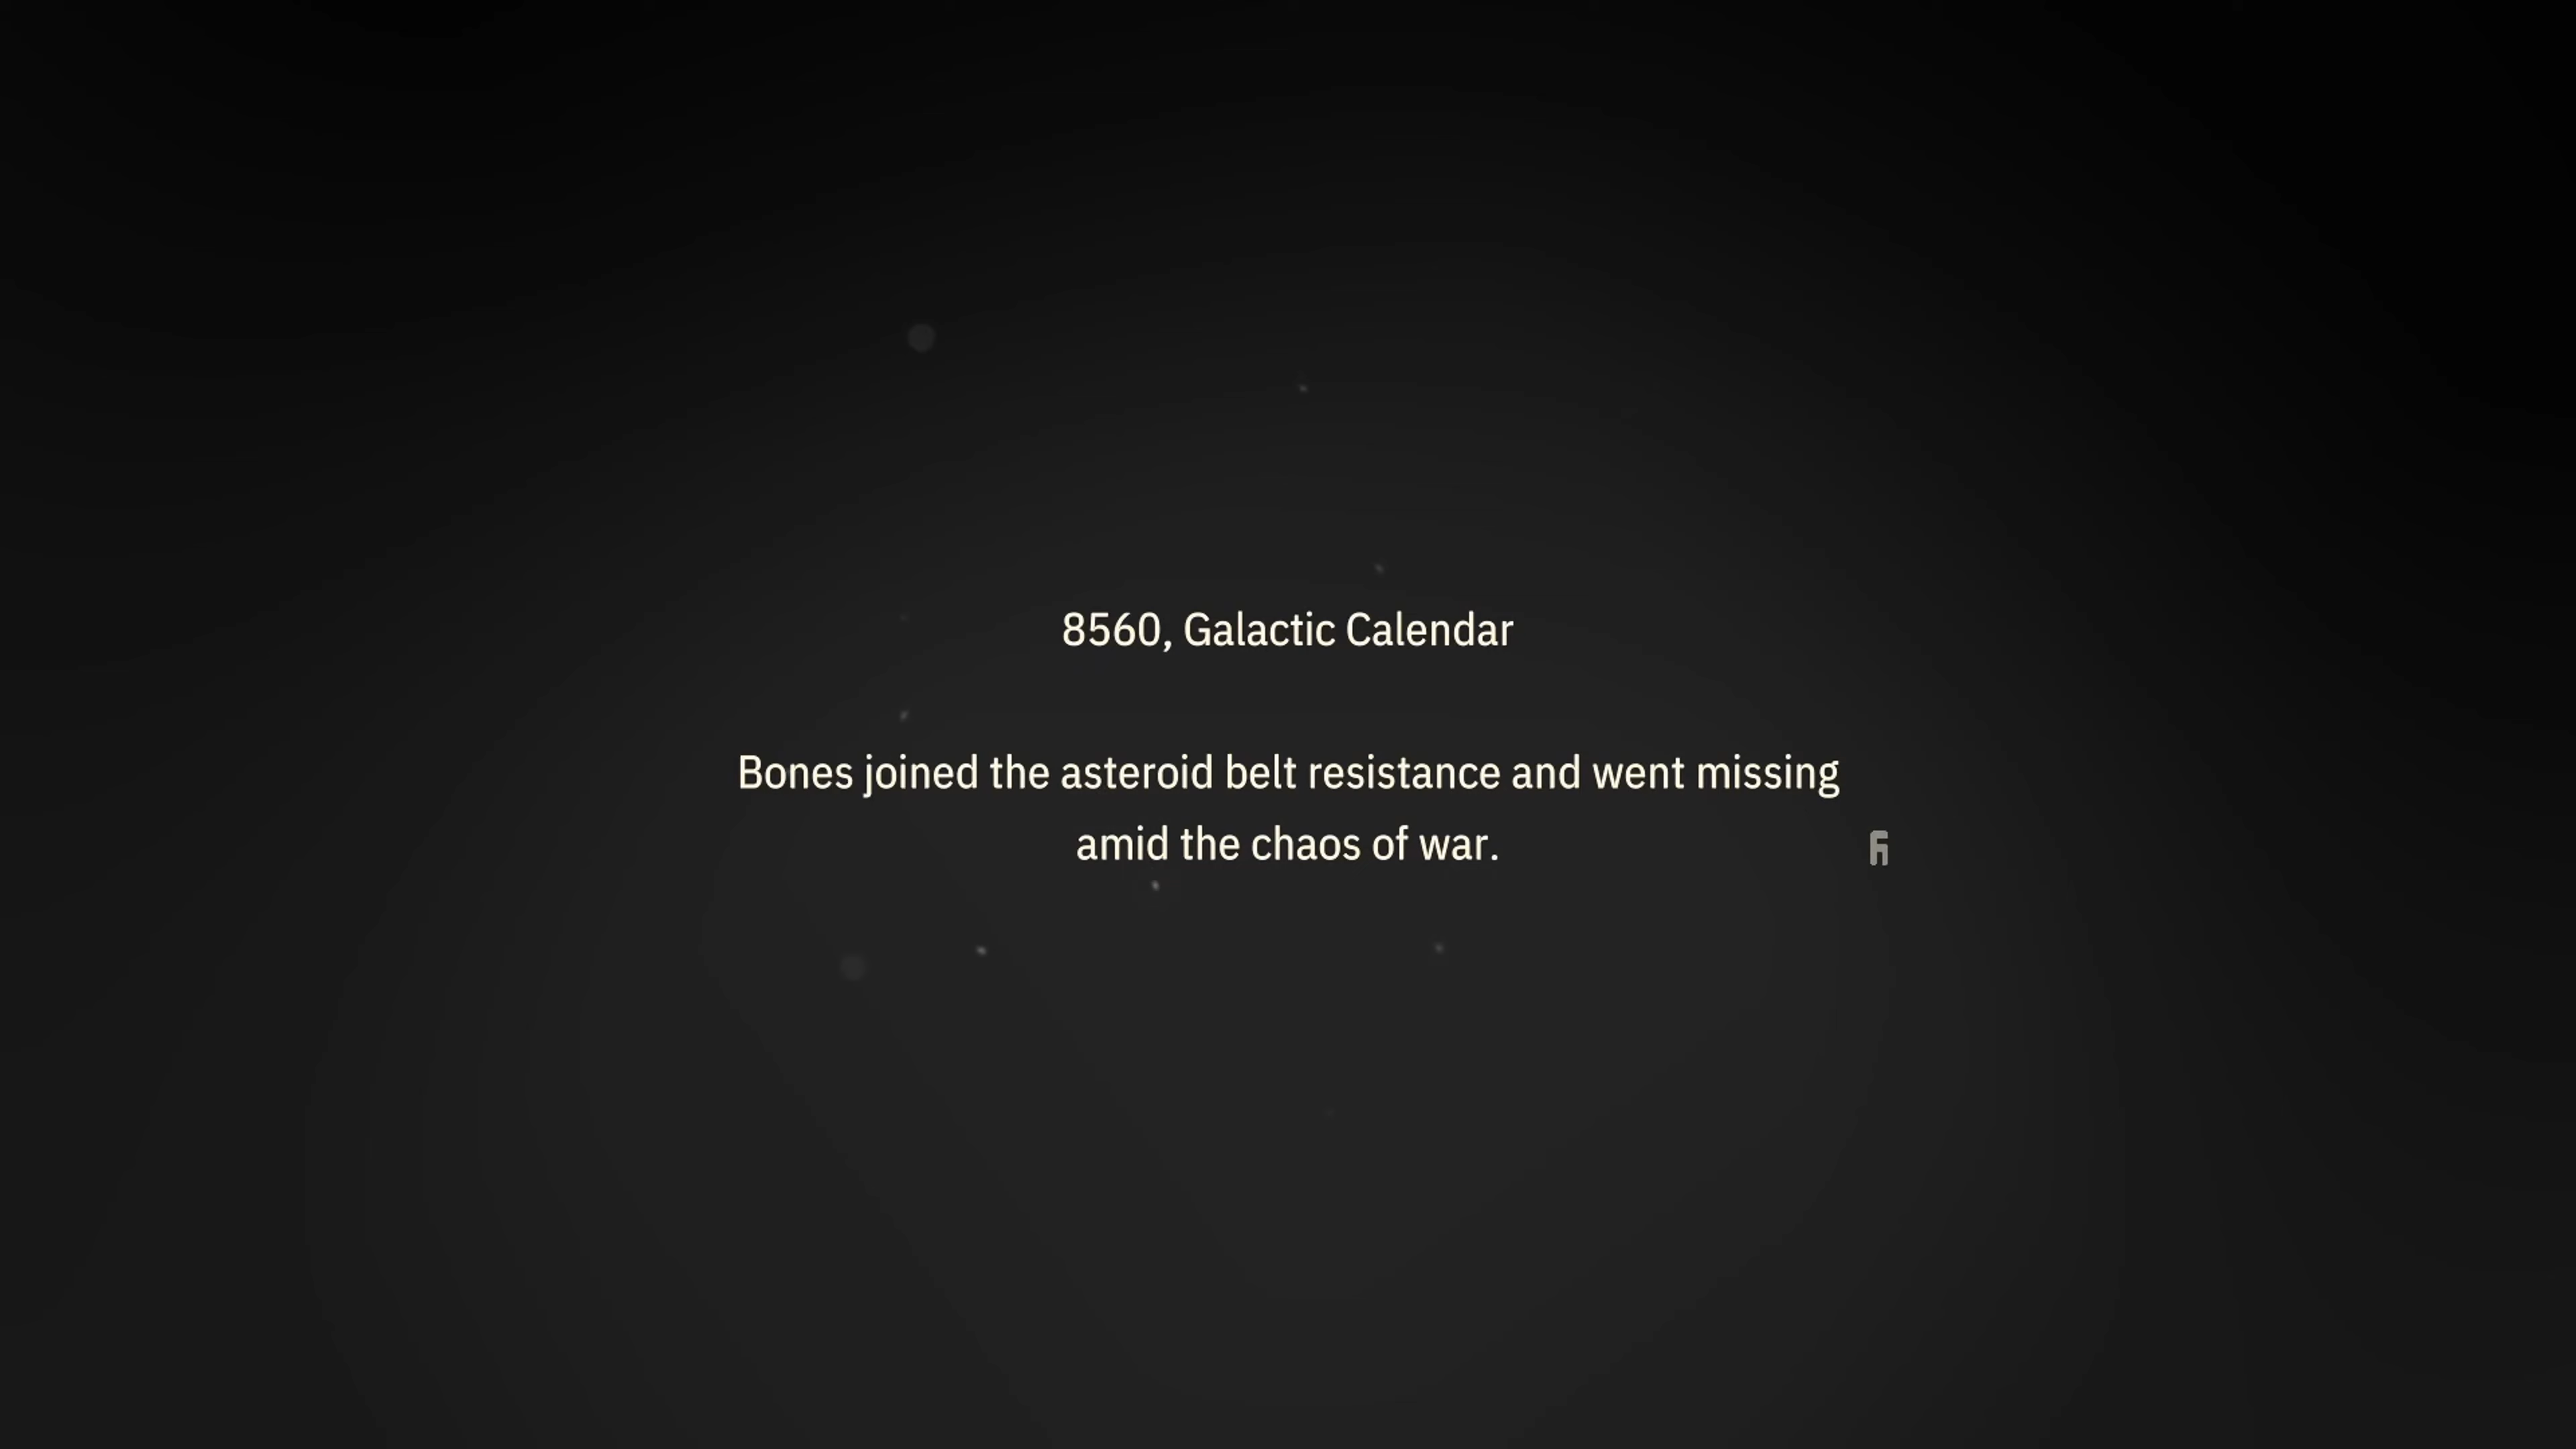 8560, Galactic Calendar
Bones joined the asteroid belt resistance and went missing
amid the chaos of war.